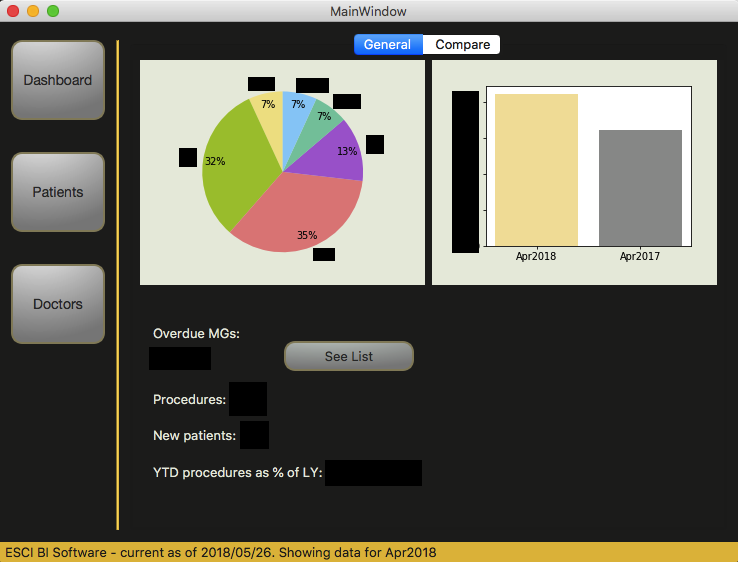 MainWindow
General Compare
Dashboard
Patients
Doctors
7% 7%
7%
13%
32%
35%
Apr2018 Apr2017
Overdue MGs:
See List
Procedures:
New patients:
YTD procedures as % of LY:
ESCI BI Software - current as of 2018/05/26. Showing data for Apr2018